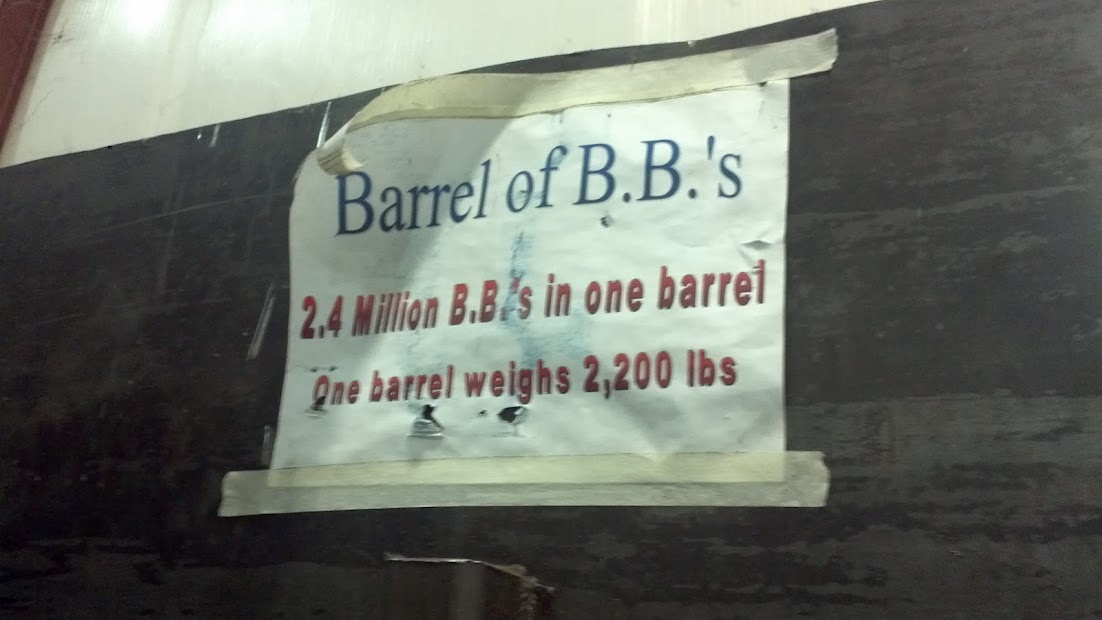 Barrel of B.B.'s
2.4 Million B.B.'s in one barrel
One barrel weighs 2,200 lbs